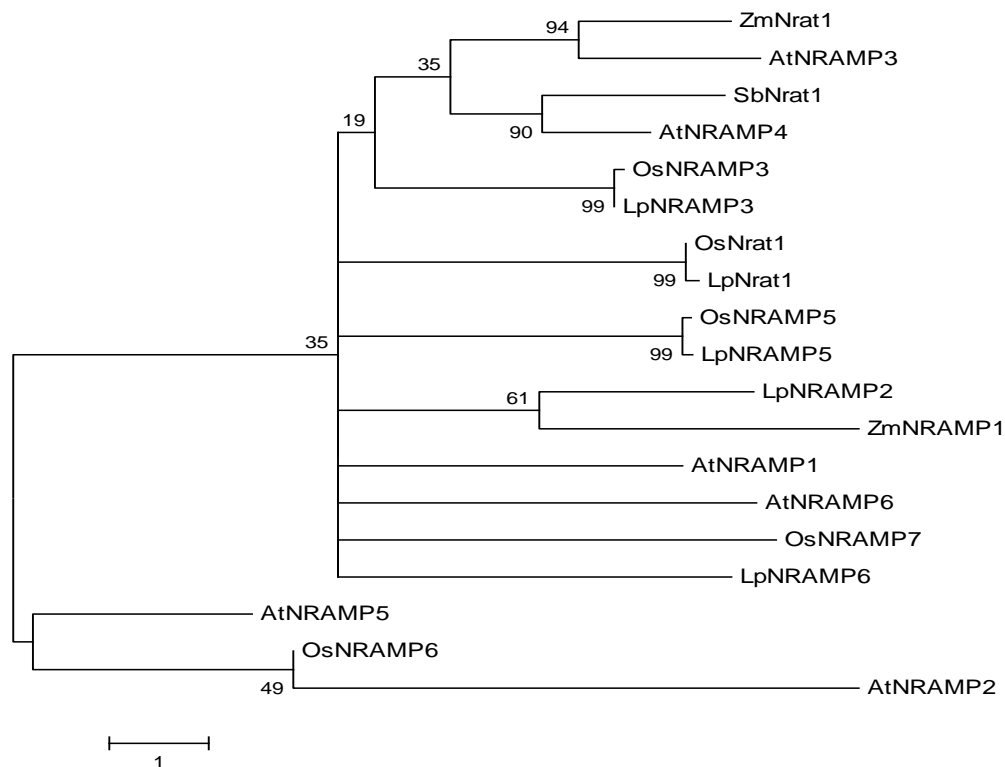 ZmNrat1
94
AtNRAMP3
35
SbNrat1
19
90
AtNRAMP4
OsNRAMP3
99
LpNRAMP3
OsNrat1
99
LpNrat1
OsNRAMP5
35
99
LpNRAMP5
61
LpNRAMP2
ZmNRAMP1
AtNRAMP1
AtNRAMP6
OsNRAMP7
LpNRAMP6
AtNRAMP5
OsNRAMP6
49
AtNRAMP2
1